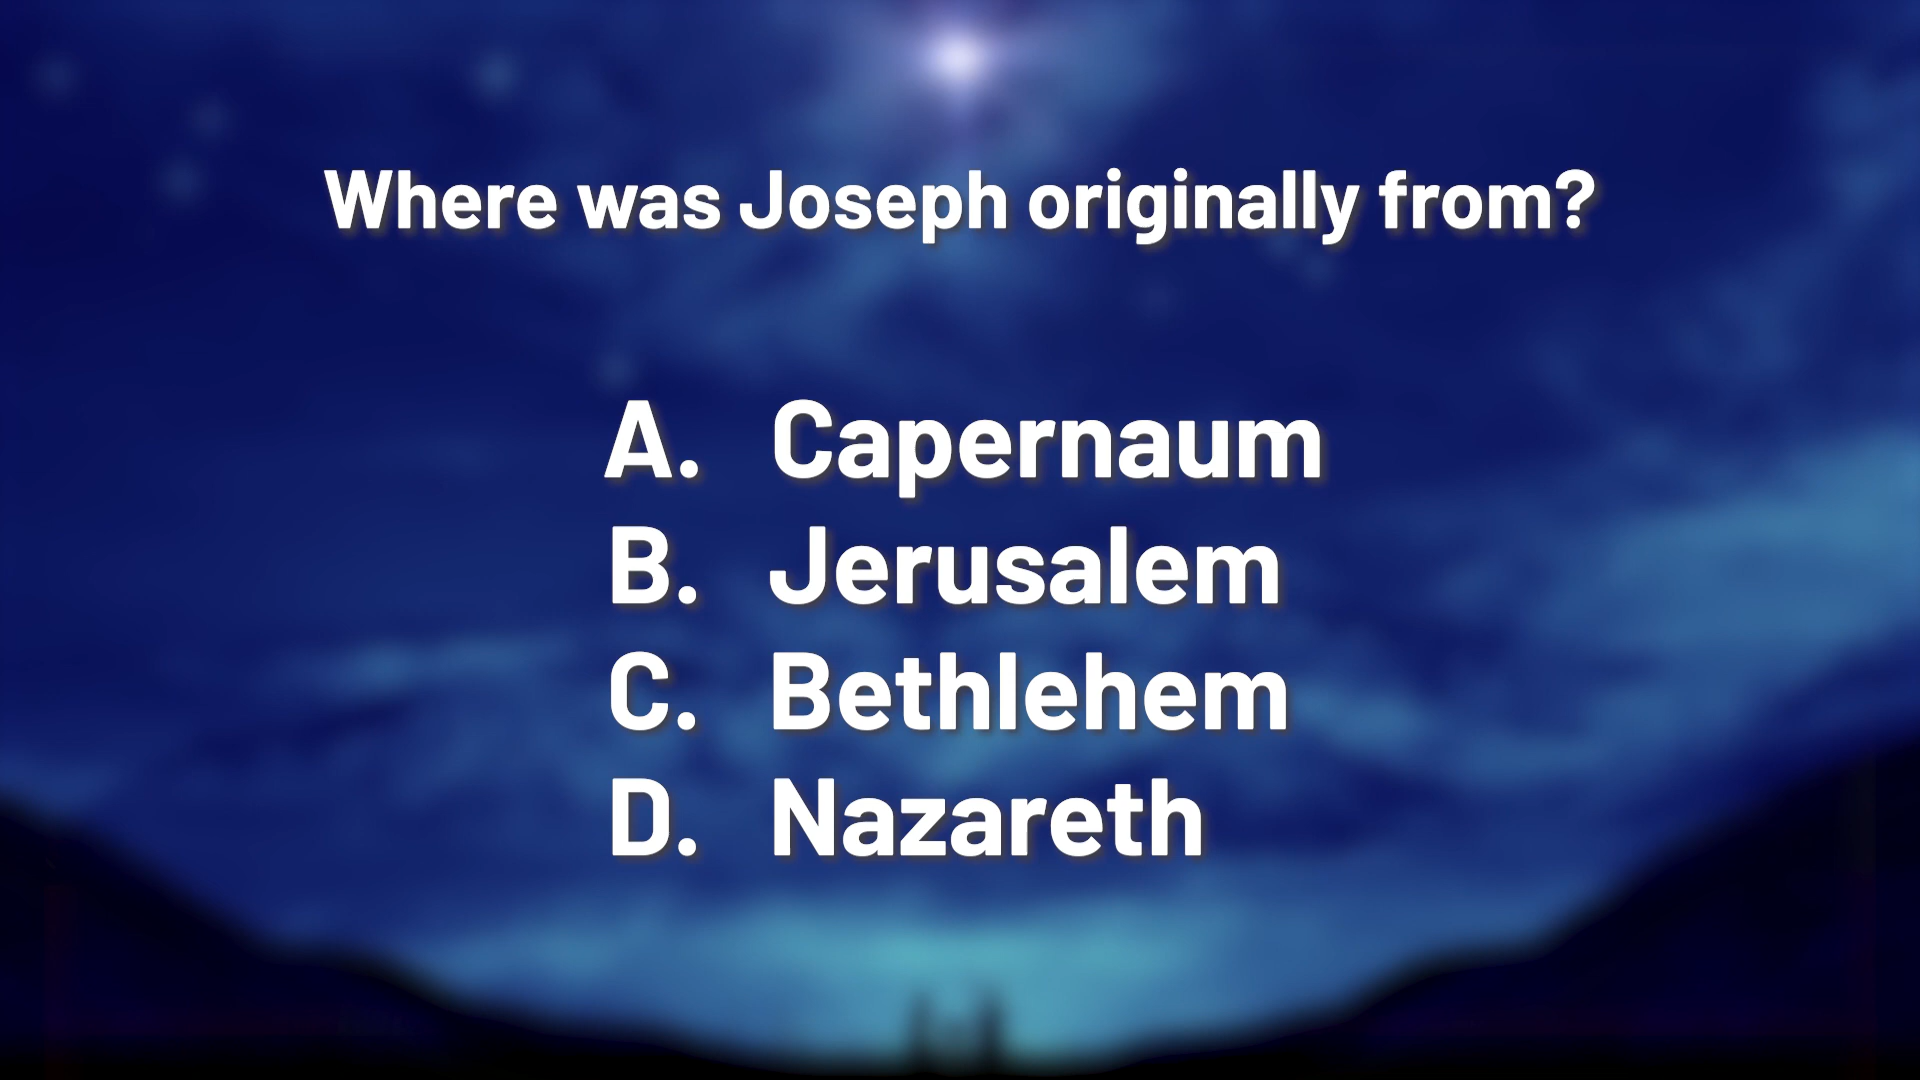 Where was Joseph originally from?
A. Capernaum
B. Jerusalem
C. Bethlehem
D. Nazareth